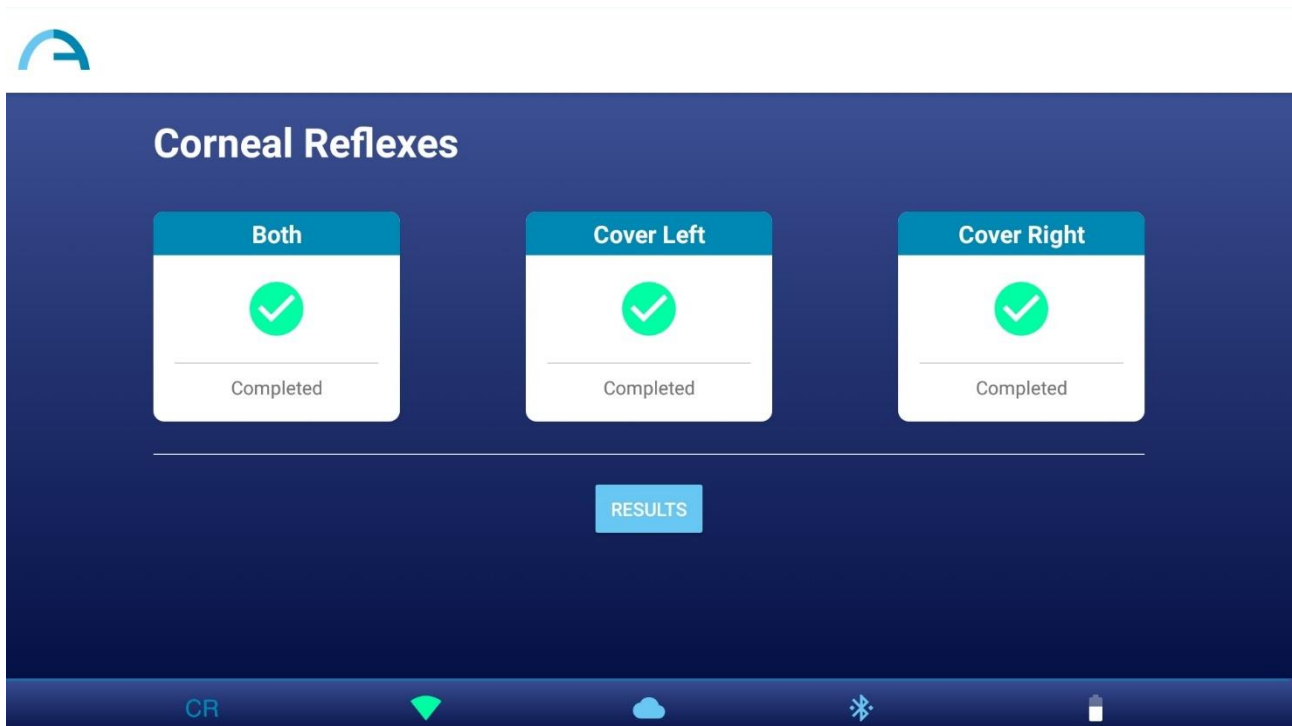 Corneal Reflexes
Both
Cover Left
Cover Right
Completed
Completed
Completed
RESULTS
CR